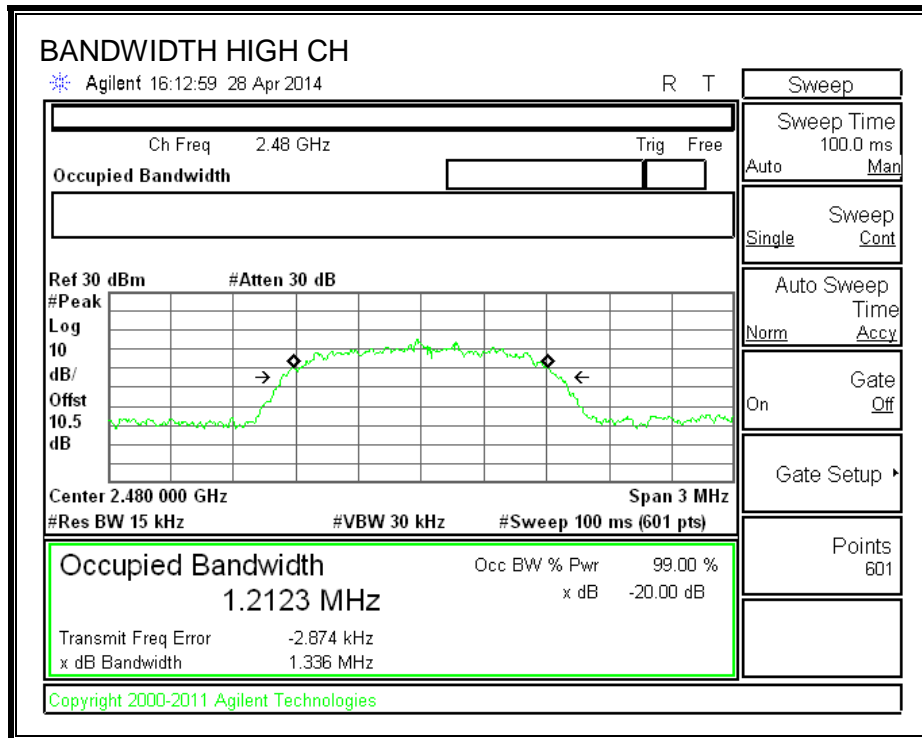 BANDWIDTH HIGH CH
Agilent 16:12:59 28 Apr 2014 R T
Ch Freq 2.48 GHz Trig Free
Occupied Bandwidth
Ref 30 dBm #Atten 30 dB
#Peak
Log
10
dB/
Offst
10.5
dB
Center 2.480 000 GHz Span 3 MHz
#Res BW 15 kHz #VBW 30 kHz #Sweep 100 ms (601 pts)
Occupied Bandwidth Occ BW % Pwr 99.00 %
1.2123 MHz x dB -20.00 dB
Transmit Freq Error -2.874 kHz
x dB Bandwidth 1.336 MHz
Copyright 2000-2011 Agilent Technologies
Sweep
Sweep Time
100.0 ms
Auto Man
Sweep
Single Cont
Auto Sweep
Time
Norm Accy
Gate
On Off
Gate Setup
Points
601